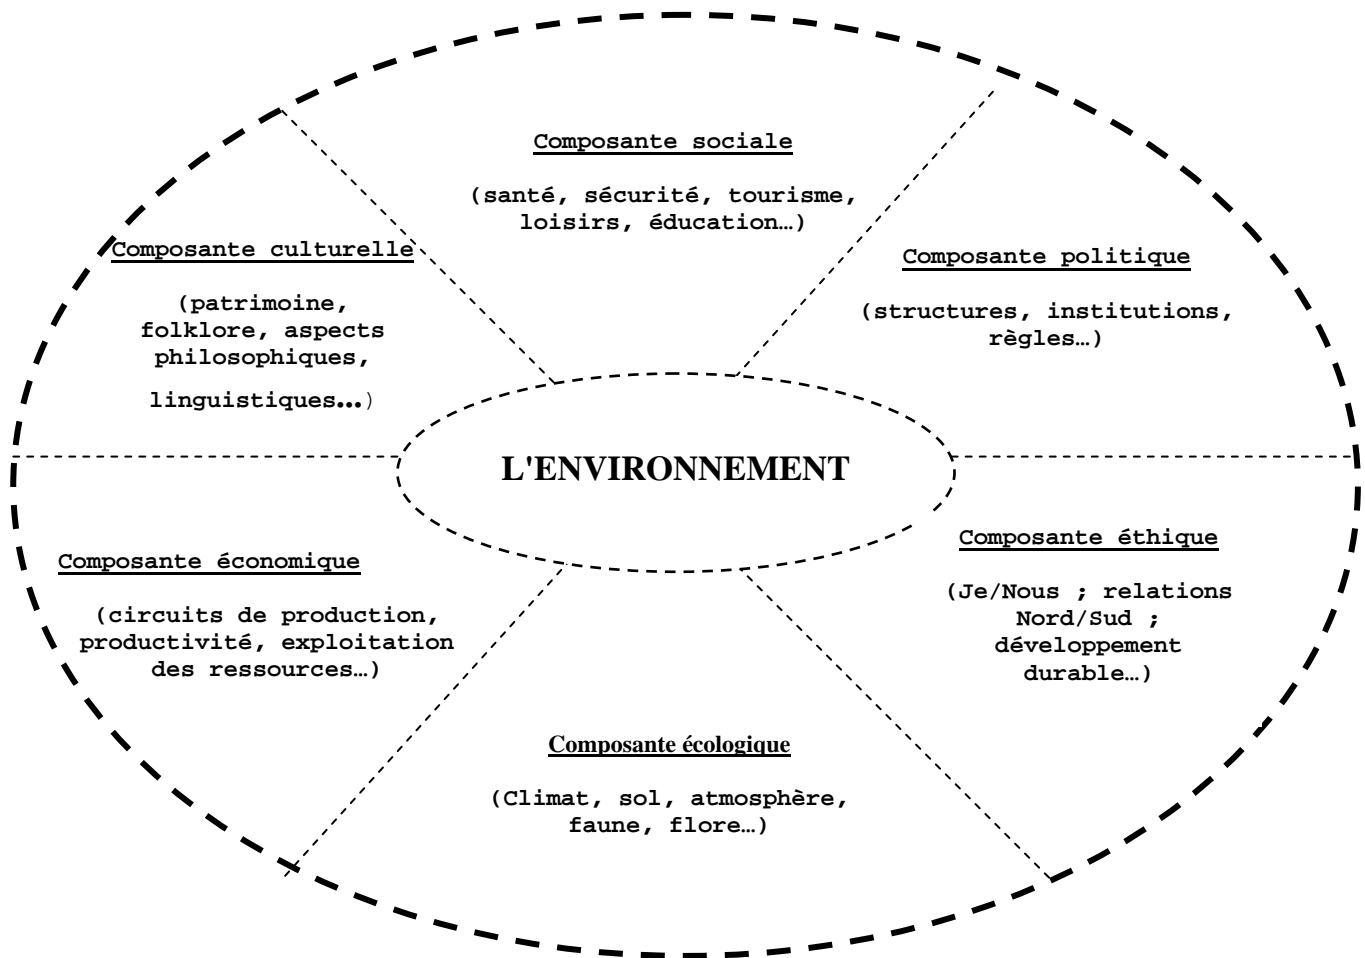 Composante sociale
(santé, sécurité, tourisme,
loisirs, éducation…)
Composante culturelle
(patrimoine,
folklore, aspects
philosophiques,
linguistiques…)
Composante politique
(structures, institutions,
règles…)
L'ENVIRONNEMENT
Composante économique
(circuits de production,
productivité, exploitation
des ressources…)
Composante éthique
(Je/Nous ; relations
Nord/Sud ;
développement
durable…)
Composante écologique
(Climat, sol, atmosphère,
faune, flore…)